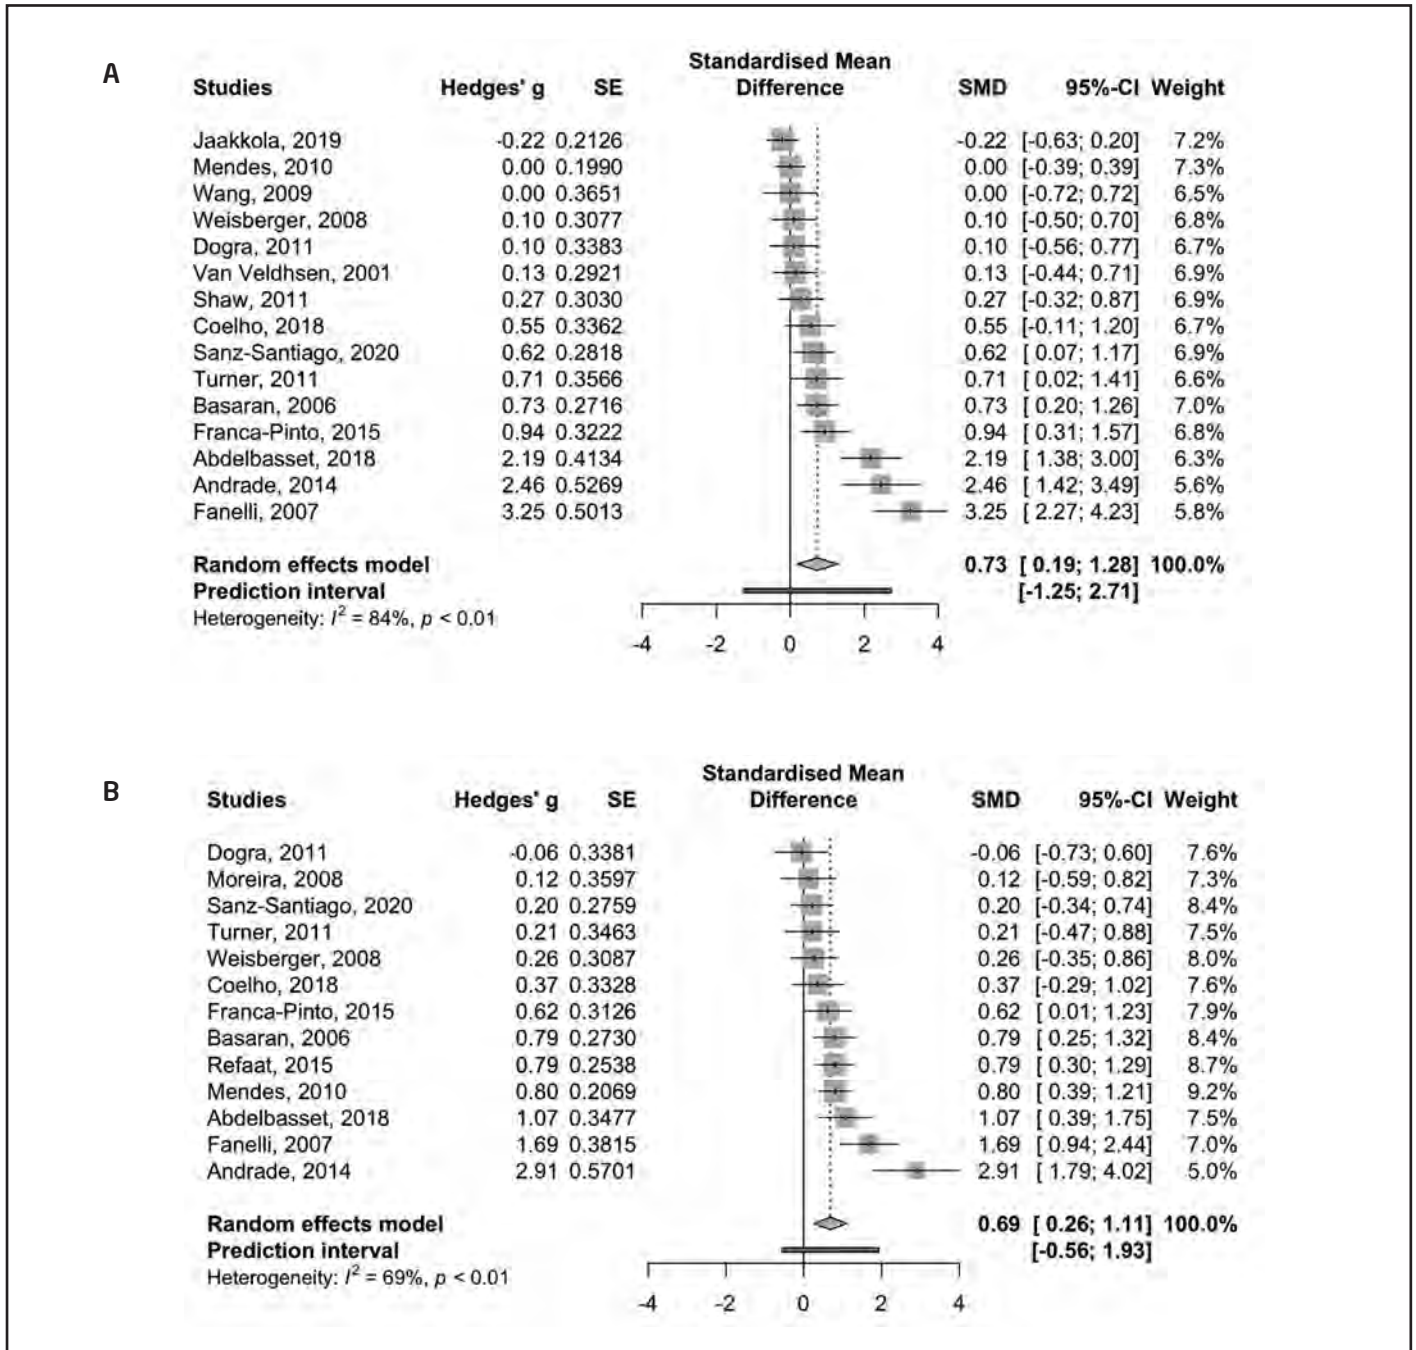 A
Standardised Mean
Studies Hedges' g SE Difference SMD 95%-CI Weight
Jaakkola, 2019 -0.22 0.2126 -0.22 [-0.63; 0.20] 7.2%
Mendes, 2010 0.00 0.1990 0.00 [-0.39; 0.39] 7.3%
Wang, 2009 0.00 0.3651 0.00 [-0.72; 0.72] 6.5%
Weisberger, 2008 0.10 0.3077 0.10 [-0.50; 0.70] 6.8%
Dogra, 2011 0.10 0.3383 0.10 [-0.56; 0.77] 6.7%
Van Veldhsen, 2001 0.13 0.2921 0.13 [-0.44; 0.71] 6.9%
Shaw, 2011 0.27 0.3030 0.27 [-0.32; 0.87] 6.9%
Coelho, 2018 0.55 0.3362 0.55 [-0.11; 1.20] 6.7%
Sanz-Santiago, 2020 0.62 0.2818 0.62 [ 0.07; 1.17] 6.9%
Turner, 2011 0.71 0.3566 0.71 [ 0.02; 1.41] 6.6%
Basaran, 2006 0.73 0.2716 0.73 [ 0.20; 1.26] 7.0%
Franca-Pinto, 2015 0.94 0.3222 0.94 [ 0.31; 1.57] 6.8%
Abdelbasset, 2018 2.19 0.4134 2.19 [ 1.38; 3.00] 6.3%
Andrade, 2014 2.46 0.5269 2.46 [ 1.42; 3.49] 5.6%
Fanelli, 2007 3.25 0.5013 3.25 [ 2.27; 4.23] 5.8%
Random effects model 0.73 [ 0.19; 1.28] 100.0%
Prediction interval [-1.25; 2.71]
Heterogeneity: I² = 84%, p < 0.01
-4 -2 0 2 4
B
Standardised Mean
Studies Hedges' g SE Difference SMD 95%-CI Weight
Dogra, 2011 -0.06 0.3381 -0.06 [-0.73; 0.60] 7.6%
Moreira, 2008 0.12 0.3597 0.12 [-0.59; 0.82] 7.3%
Sanz-Santiago, 2020 0.20 0.2759 0.20 [-0.34; 0.74] 8.4%
Turner, 2011 0.21 0.3463 0.21 [-0.47; 0.88] 7.5%
Weisberger, 2008 0.26 0.3087 0.26 [-0.35; 0.86] 8.0%
Coelho, 2018 0.37 0.3328 0.37 [-0.29; 1.02] 7.6%
Franca-Pinto, 2015 0.62 0.3126 0.62 [ 0.01; 1.23] 7.9%
Basaran, 2006 0.79 0.2730 0.79 [ 0.25; 1.32] 8.4%
Refaat, 2015 0.79 0.2538 0.79 [ 0.30; 1.29] 8.7%
Mendes, 2010 0.80 0.2069 0.80 [ 0.39; 1.21] 9.2%
Abdelbasset, 2018 1.07 0.3477 1.07 [ 0.39; 1.75] 7.5%
Fanelli, 2007 1.69 0.3815 1.69 [ 0.94; 2.44] 7.0%
Andrade, 2014 2.91 0.5701 2.91 [ 1.79; 4.02] 5.0%
Random effects model 0.69 [ 0.26; 1.11] 100.0%
Prediction interval [-0.56; 1.93]
Heterogeneity: I² = 69%, p < 0.01
-4 -2 0 2 4